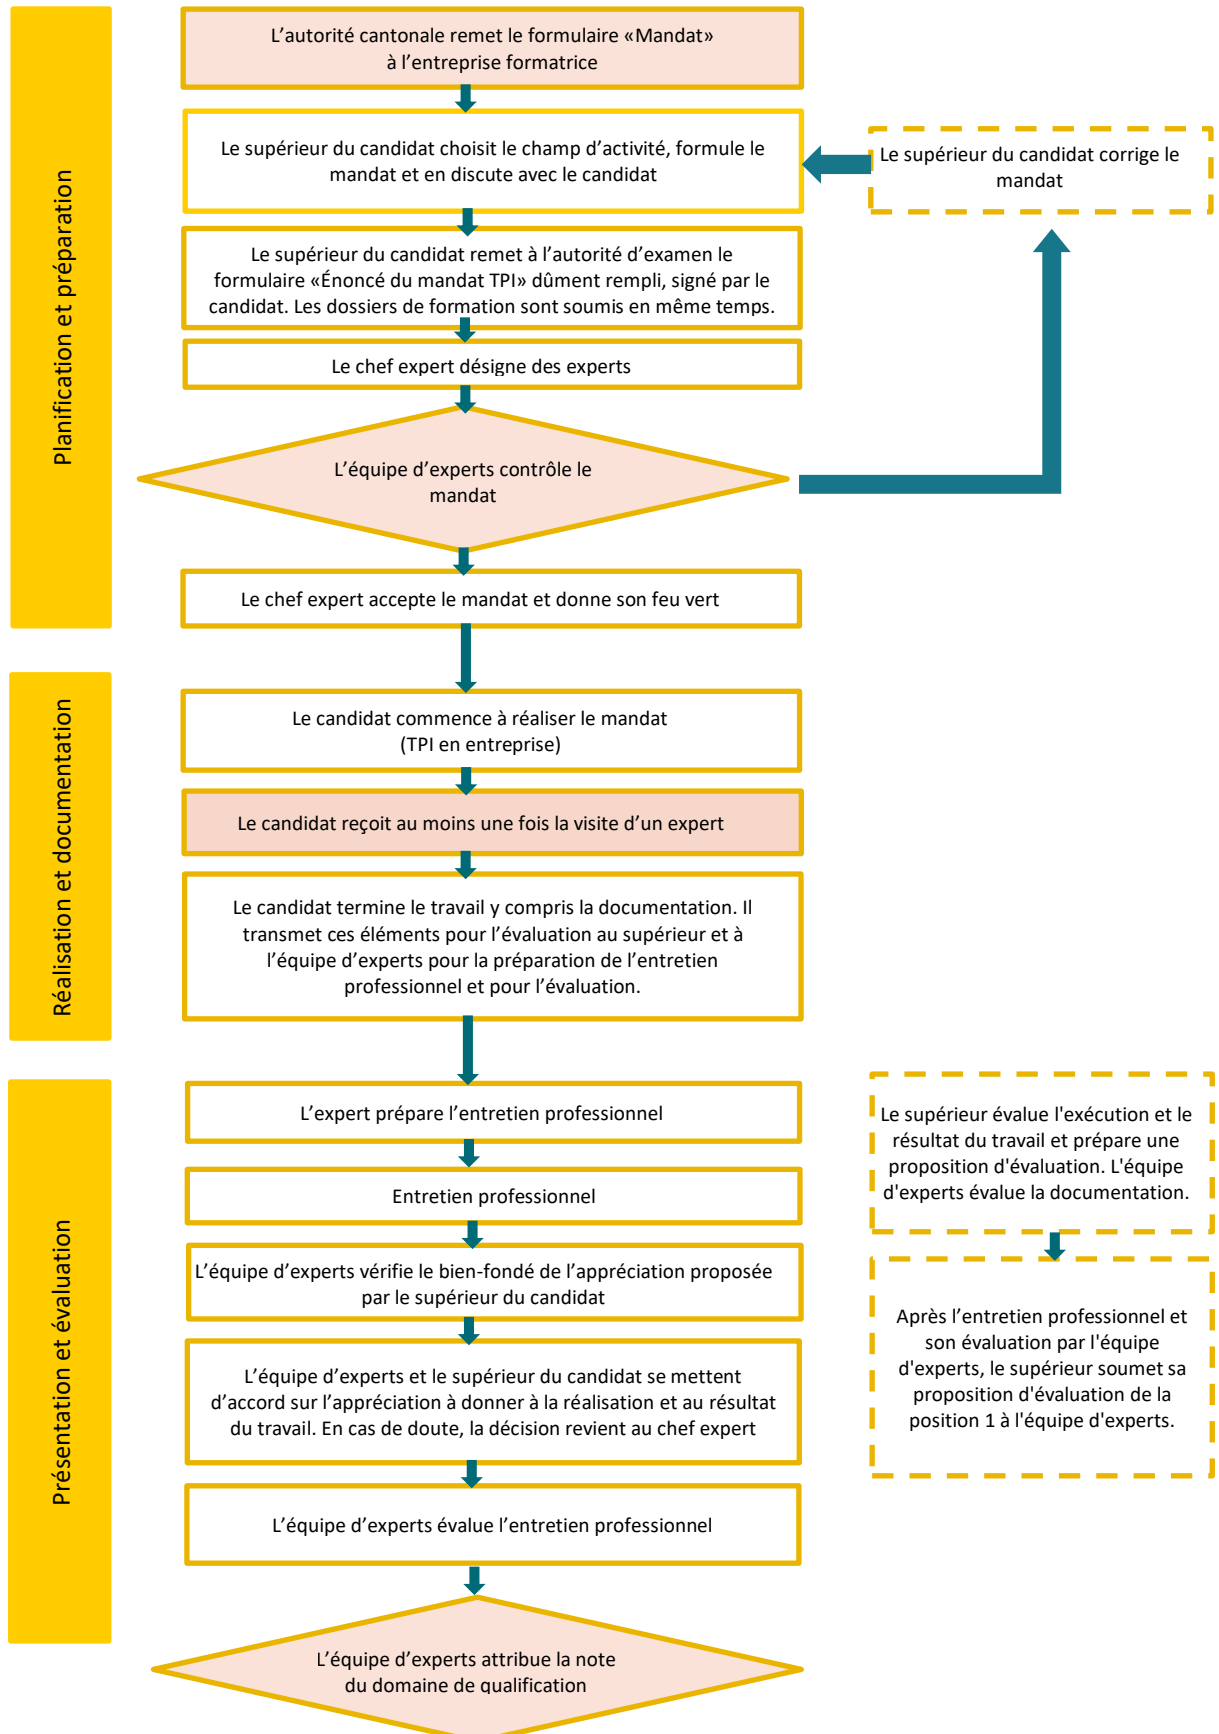 Planification et préparation
L’autorité cantonale remet le formulaire «Mandat»
à l’entreprise formatrice
Le supérieur du candidat choisit le champ d’activité, formule le
mandat et en discute avec le candidat
Le supérieur du candidat corrige le
mandat
Le supérieur du candidat remet à l’autorité d’examen le
formulaire «Énoncé du mandat TPI» dûment rempli, signé par le
candidat. Les dossiers de formation sont soumis en même temps.
Le chef expert désigne des experts
L’équipe d’experts contrôle le
mandat
Le chef expert accepte le mandat et donne son feu vert
Réalisation et documentation
Le candidat commence à réaliser le mandat
(TPI en entreprise)
Le candidat reçoit au moins une fois la visite d’un expert
Le candidat termine le travail y compris la documentation. Il
transmet ces éléments pour l’évaluation au supérieur et à
l’équipe d’experts pour la préparation de l’entretien
professionnel et pour l’évaluation.
Présentation et évaluation
L’expert prépare l’entretien professionnel
Entretien professionnel
L’équipe d’experts vérifie le bien-fondé de l’appréciation proposée
par le supérieur du candidat
L’équipe d’experts et le supérieur du candidat se mettent
d’accord sur l’appréciation à donner à la réalisation et au résultat
du travail. En cas de doute, la décision revient au chef expert
L’équipe d’experts évalue l’entretien professionnel
L’équipe d’experts attribue la note
du domaine de qualification
Le supérieur évalue l'exécution et le
résultat du travail et prépare une
proposition d'évaluation. L'équipe
d'experts évalue la documentation.
Après l’entretien professionnel et
son évaluation par l'équipe
d'experts, le supérieur soumet sa
proposition d'évaluation de la
position 1 à l'équipe d'experts.